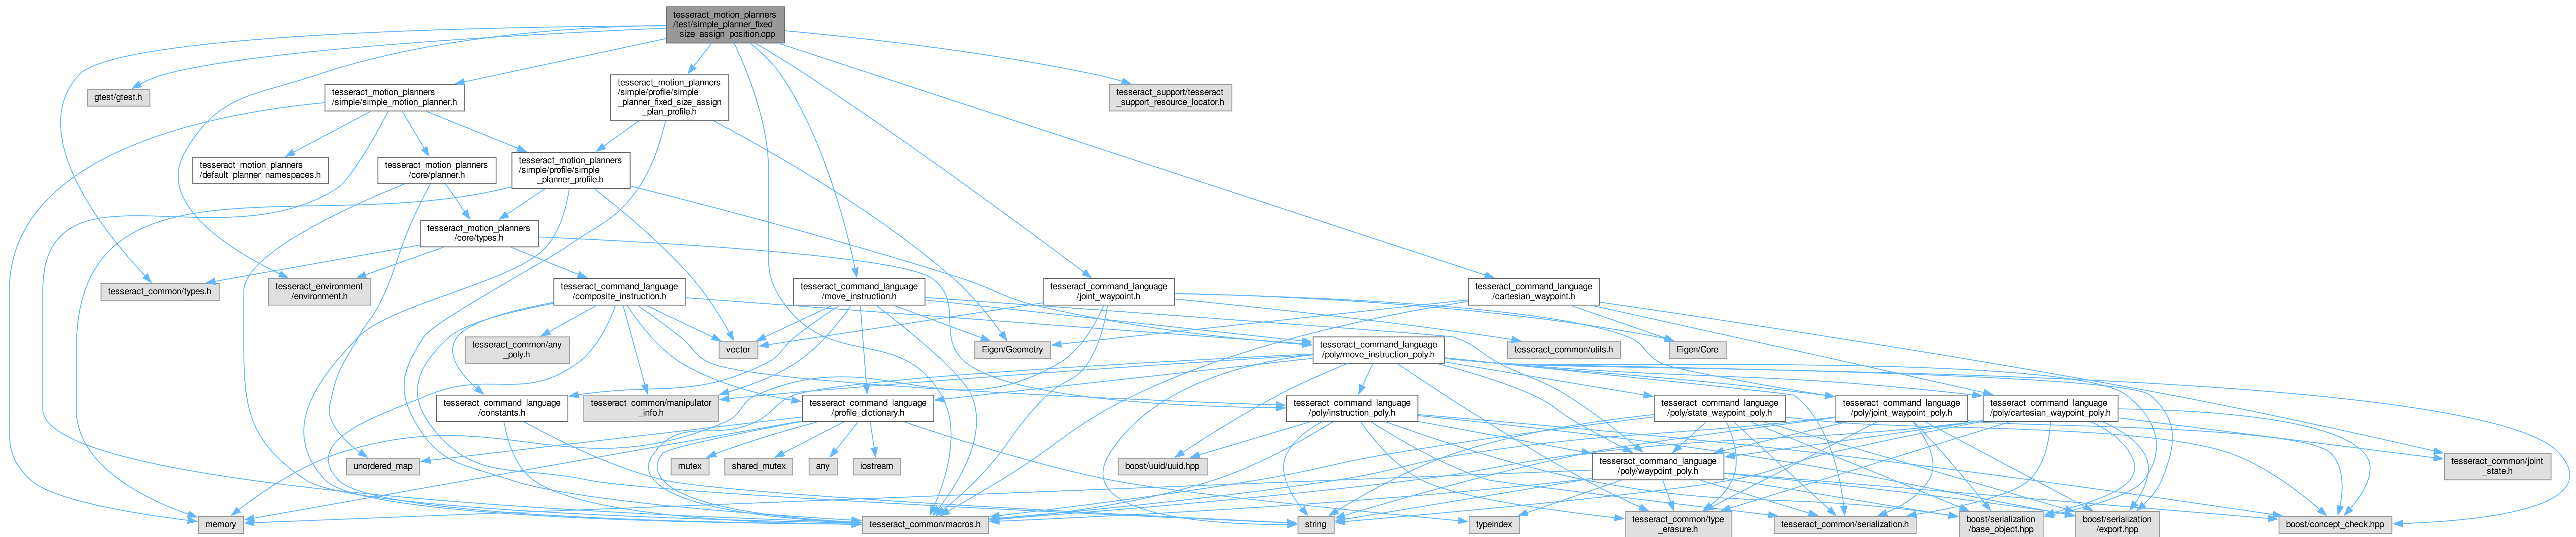 tesseract_motion_planners
/test/simple_planner_fixed
_size_assign_position.cpp
gtest/gtest.h
tesseract_motion_planners
/simple/simple_motion_planner.h
tesseract_motion_planners
/simple/profile/simple
_planner_fixed_size_assign
_plan_profile.h
tesseract_support/tesseract
_support_resource_locator.h
tesseract_motion_planners
/default_planner_namespaces.h
tesseract_motion_planners
/core/planner.h
tesseract_motion_planners
/simple/profile/simple
_planner_profile.h
tesseract_motion_planners
/core/types.h
tesseract_common/types.h
tesseract_environment
/environment.h
tesseract_command_language
/composite_instruction.h
tesseract_command_language
/move_instruction.h
tesseract_command_language
/joint_waypoint.h
tesseract_command_language
/cartesian_waypoint.h
tesseract_common/any
_poly.h
vector
Eigen/Geometry
tesseract_command_language
/poly/move_instruction_poly.h
tesseract_common/utils.h
Eigen/Core
tesseract_command_language
/constants.h
tesseract_common/manipulator
_info.h
tesseract_command_language
/profile_dictionary.h
tesseract_command_language
/poly/instruction_poly.h
tesseract_command_language
/poly/state_waypoint_poly.h
tesseract_command_language
/poly/joint_waypoint_poly.h
tesseract_command_language
/poly/cartesian_waypoint_poly.h
unordered_map
mutex
shared_mutex
any
iostream
boost/uuid/uuid.hpp
tesseract_command_language
/poly/waypoint_poly.h
tesseract_common/joint
_state.h
memory
tesseract_common/macros.h
string
typeindex
tesseract_common/type
_erasure.h
tesseract_common/serialization.h
boost/serialization
/base_object.hpp
boost/serialization
/export.hpp
boost/concept_check.hpp